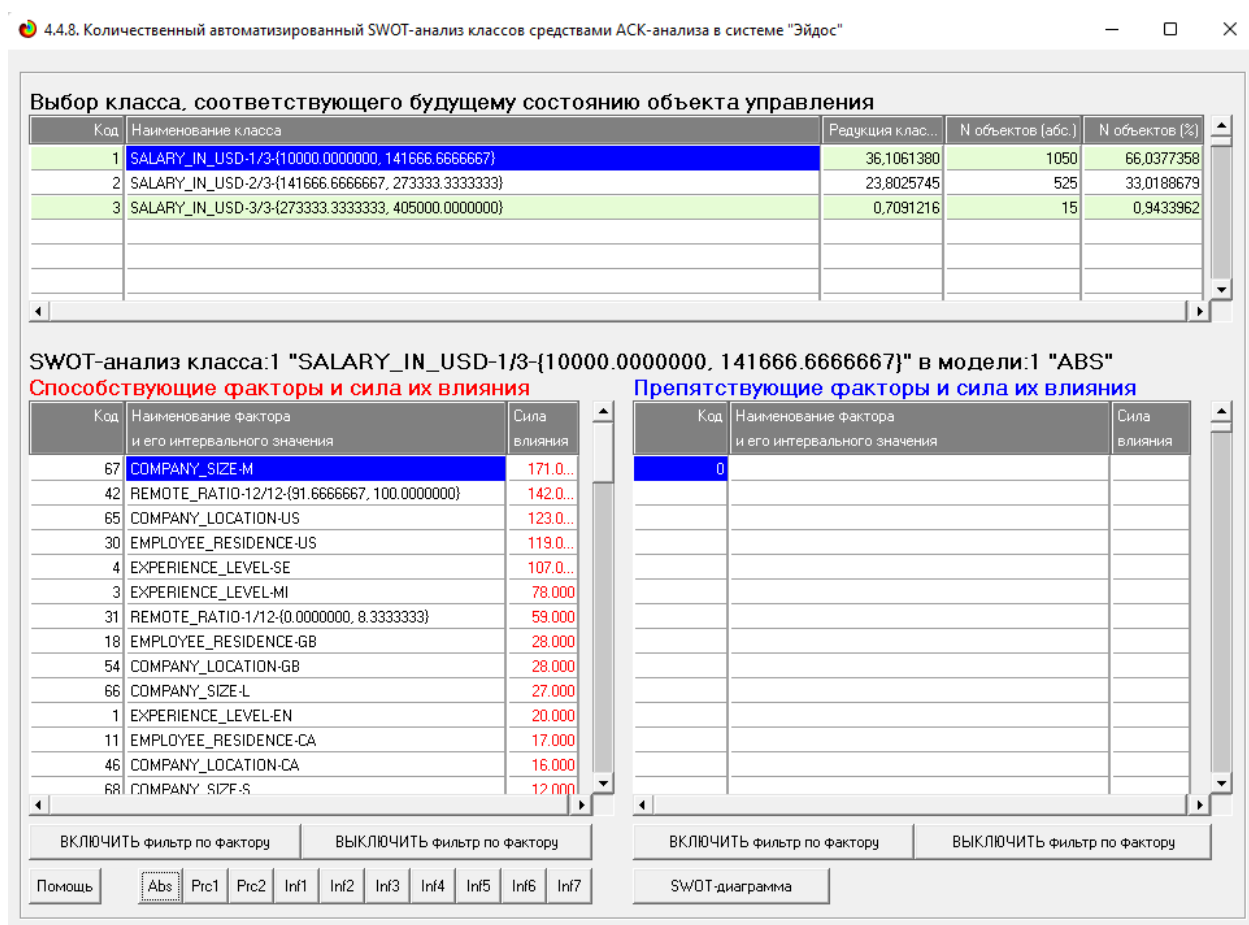 4.4.8. Количественный автоматизированный SWOT-анализ классов средствами АСК-анализа в системе "Эйдос"
Выбор класса, соответствующего будущему состоянию объекта управления
Код Наименование класса Редукция клас... N объектов (абс.) N объектов (%)
1 SALARY_IN_USD-1/3-{10000.0000000, 141666.6666667} 36,1061380 1050 66,0377358
2 SALARY_IN_USD-2/3-{141666.6666667, 273333.3333333} 23,8025745 525 33,0188679
3 SALARY_IN_USD-3/3-{273333.3333333, 405000.0000000} 0,7091216 15 0,9433962
SWOT-анализ класса:1 "SALARY_IN_USD-1/3-{10000.0000000, 141666.6666667}" в модели:1 "ABS"
Способствующие факторы и сила их влияния Препятствующие факторы и сила их влияния
Код Наименование фактора Сила Код Наименование фактора Сила
и его интервального значения влияния и его интервального значения влияния
67 COMPANY_SIZE-M 171.0... 0
42 REMOTE_RATIO-12/12-{91.6666667, 100.0000000} 142.0...
65 COMPANY_LOCATION-US 123.0...
30 EMPLOYEE_RESIDENCE-US 119.0...
4 EXPERIENCE_LEVEL-SE 107.0...
3 EXPERIENCE_LEVEL-MI 78.000
31 REMOTE_RATIO-1/12-{0.0000000, 8.3333333} 59.000
18 EMPLOYEE_RESIDENCE-GB 28.000
54 COMPANY_LOCATION-GB 28.000
66 COMPANY_SIZE-L 27.000
1 EXPERIENCE_LEVEL-EN 20.000
11 EMPLOYEE_RESIDENCE-CA 17.000
46 COMPANY_LOCATION-CA 16.000
68 COMPANY_SIZE-S 12.000
ВКЛЮЧИТЬ фильтр по фактору ВЫКЛЮЧИТЬ фильтр по фактору ВКЛЮЧИТЬ фильтр по фактору ВЫКЛЮЧИТЬ фильтр по фактору
Помощь Abs Prc1 Prc2 Inf1 Inf2 Inf3 Inf4 Inf5 Inf6 Inf7 SWOT-диаграмма